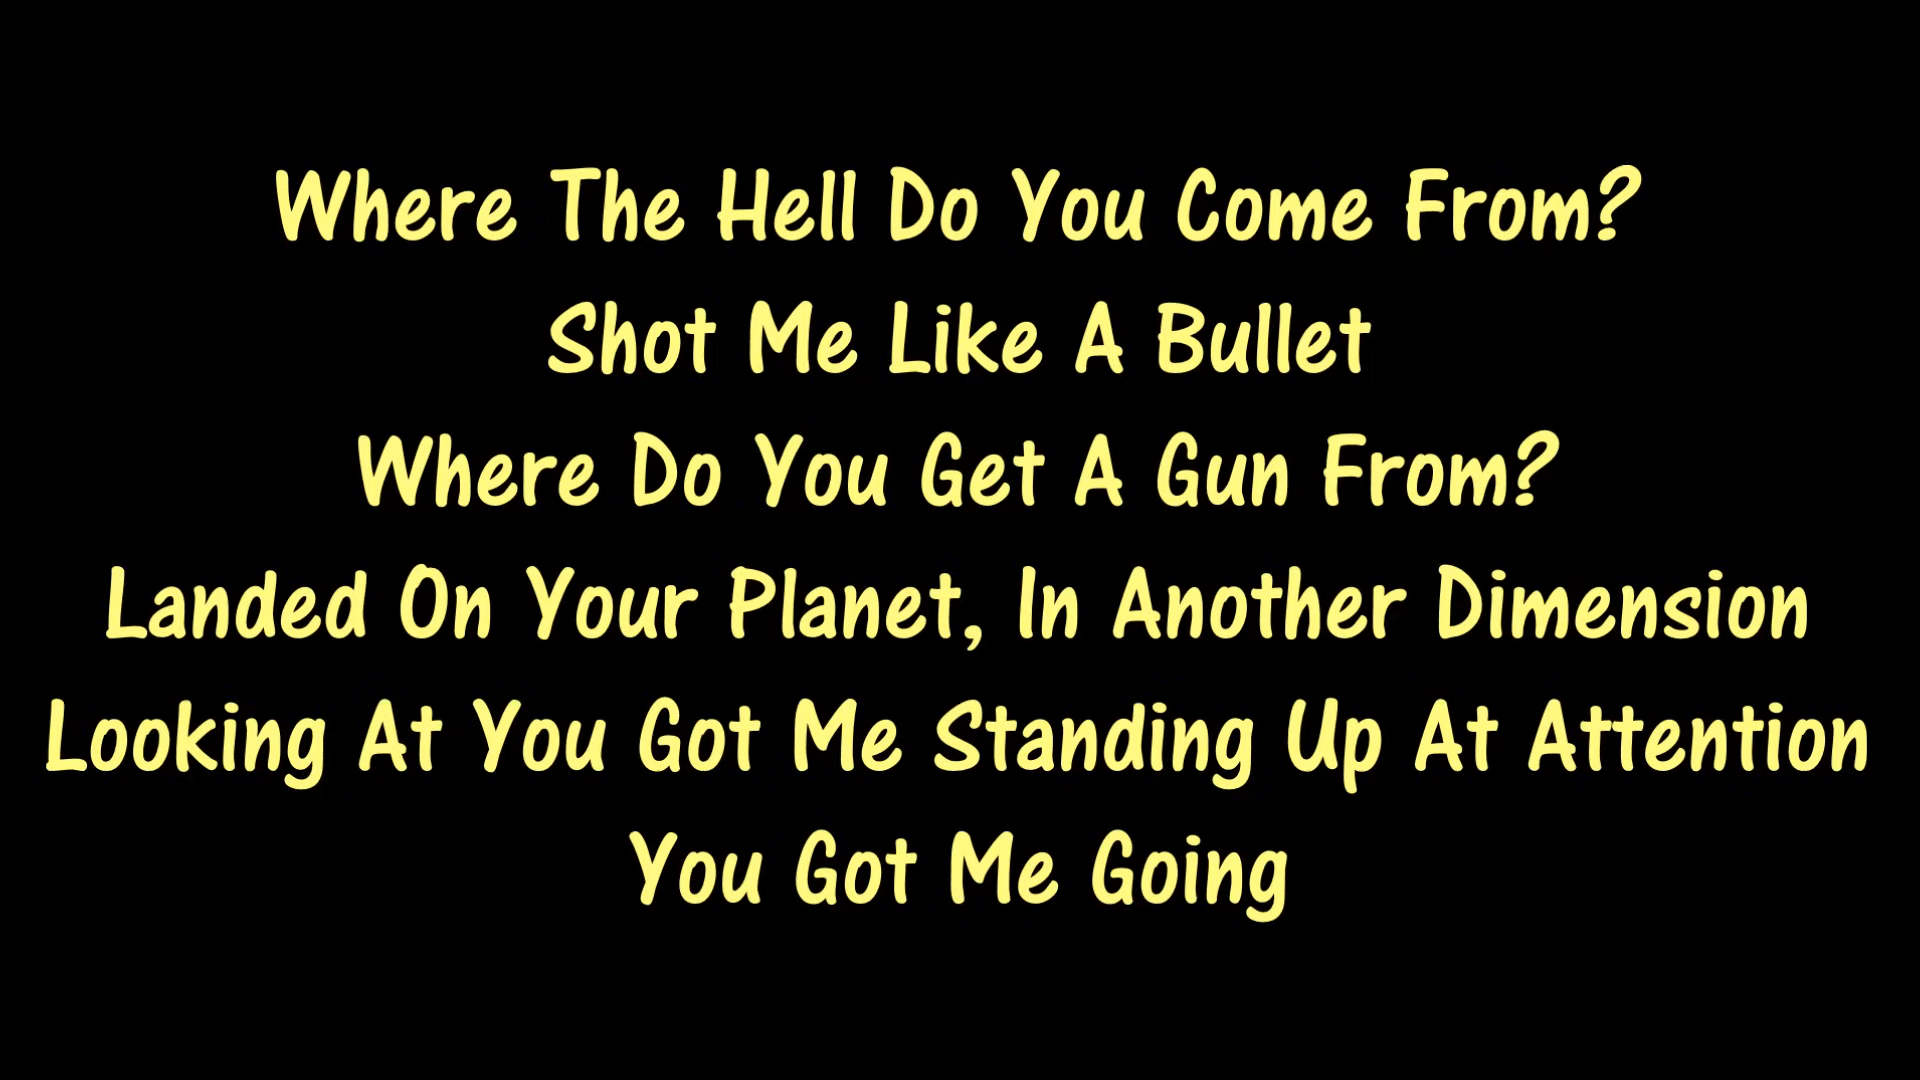 Where The Hell Do You Come From?
Shot Me Like A Bullet
Where Do You Get A Gun From?
Landed On Your Planet, In Another Dimension
Looking At You Got Me Standing Up At Attention
You Got Me Going